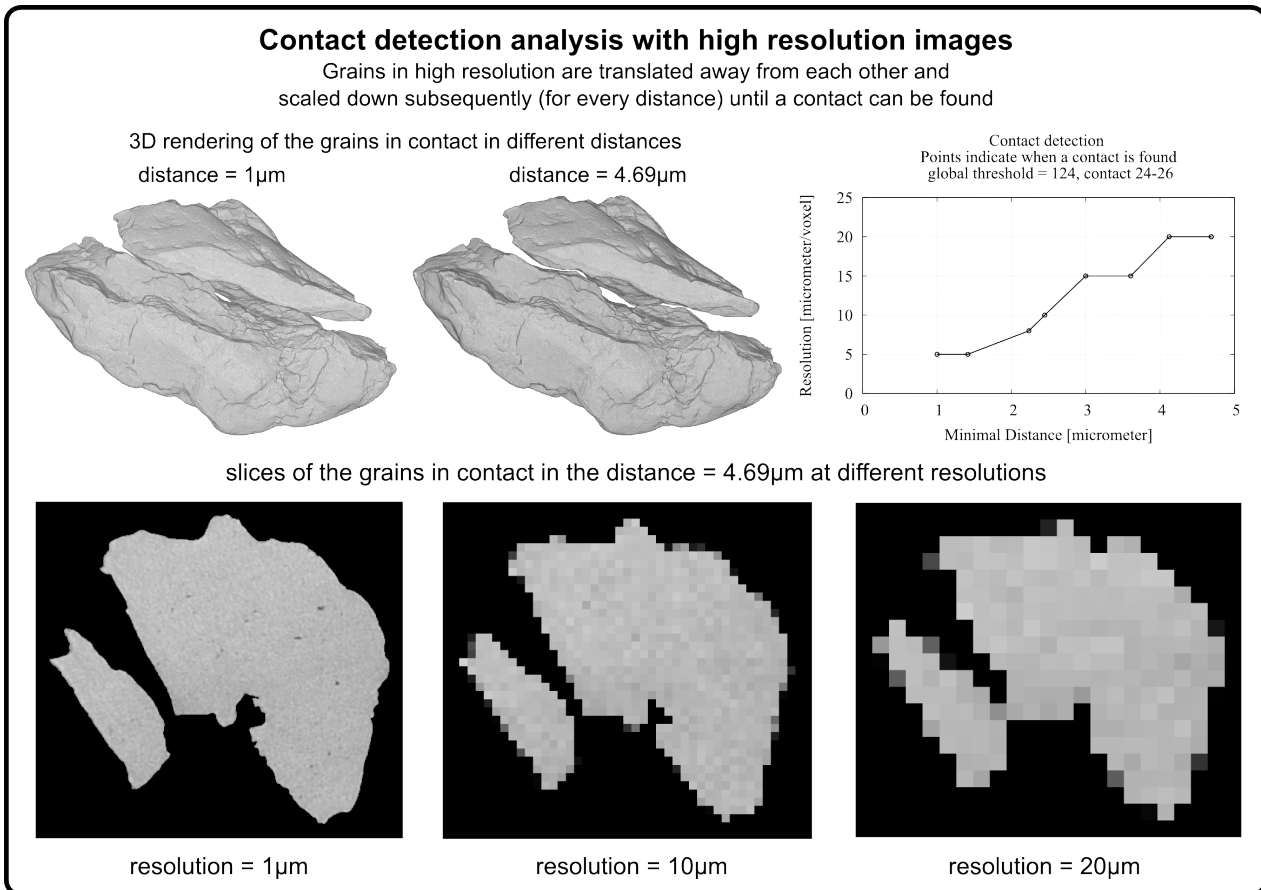 Contact detection analysis with high resolution images
Grains in high resolution are translated away from each other and
scaled down subsequently (for every distance) until a contact can be found
3D rendering of the grains in contact in different distances
distance = 1µm
distance = 4.69µm
Contact detection
Points indicate when a contact is found
global threshold = 124, contact 24-26
Resolution [micrometer/voxel]
25
20
15
10
5
0
0 1 2 3 4 5
Minimal Distance [micrometer]
slices of the grains in contact in the distance = 4.69µm at different resolutions
resolution = 1µm
resolution = 10µm
resolution = 20µm